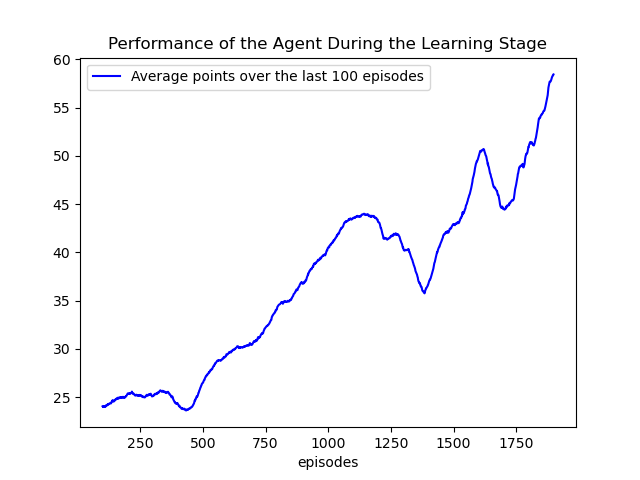 Performance of the Agent During the Learning Stage
Average points over the last 100 episodes
60
55
50
45
40
35
30
25
250 500 750 1000 1250 1500 1750
episodes